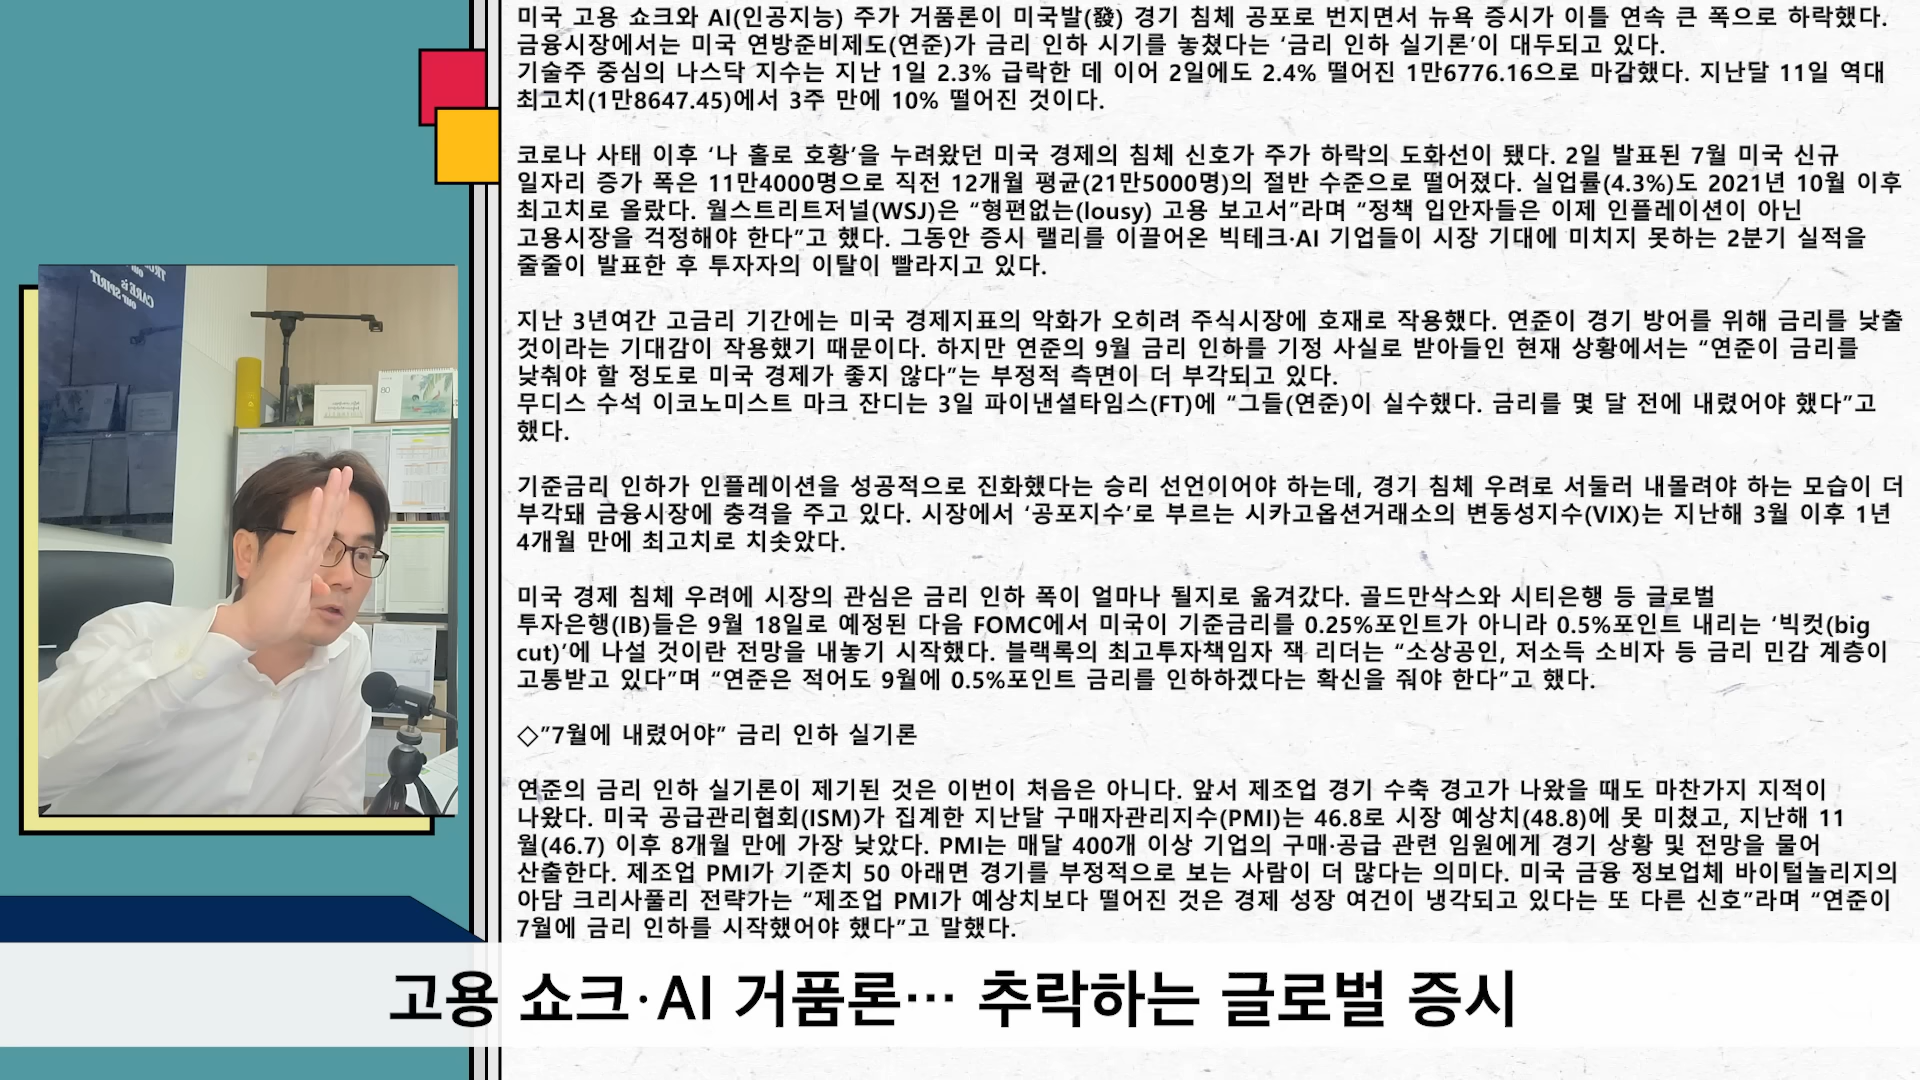 미국 고용 쇼크와 AI(인공지능) 주가 거품론이 미국발(發) 경기 침체 공포로 번지면서 뉴욕 증시가 이틀 연속 큰 폭으로 하락했다.
금융시장에서는 미국 연방준비제도(연준)가 금리 인하 시기를 놓쳤다는 ‘금리 인하 실기론’이 대두되고 있다.
기술주 중심의 나스닥 지수는 지난 1일 2.3% 급락한 데 이어 2일에도 2.4% 떨어진 1만6776.16으로 마감했다. 지난달 11일 역대
최고치(1만8647.45)에서 3주 만에 10% 떨어진 것이다.
코로나 사태 이후 ‘나 홀로 호황’을 누려왔던 미국 경제의 침체 신호가 주가 하락의 도화선이 됐다. 2일 발표된 7월 미국 신규
일자리 증가 폭은 11만4000명으로 직전 12개월 평균(21만5000명)의 절반 수준으로 떨어졌다. 실업률(4.3%)도 2021년 10월 이후
최고치로 올랐다. 월스트리트저널(WSJ)은 “형편없는(lousy) 고용 보고서”라며 “정책 입안자들은 이제 인플레이션이 아닌
고용시장을 걱정해야 한다”고 했다. 그동안 증시 랠리를 이끌어온 빅테크·AI 기업들이 시장 기대에 미치지 못하는 2분기 실적을
줄줄이 발표한 후 투자자의 이탈이 빨라지고 있다.
지난 3년여간 고금리 기간에는 미국 경제지표의 악화가 오히려 주식시장에 호재로 작용했다. 연준이 경기 방어를 위해 금리를 낮출
것이라는 기대감이 작용했기 때문이다. 하지만 연준의 9월 금리 인하를 기정 사실로 받아들인 현재 상황에서는 “연준이 금리를
낮춰야 할 정도로 미국 경제가 좋지 않다”는 부정적 측면이 더 부각되고 있다.
무디스 수석 이코노미스트 마크 잔디는 3일 파이낸셜타임스(FT)에 “그들(연준)이 실수했다. 금리를 몇 달 전에 내렸어야 했다”고
했다.
기준금리 인하가 인플레이션을 성공적으로 진화했다는 승리 선언이어야 하는데, 경기 침체 우려로 서둘러 내몰려야 하는 모습이 더
부각돼 금융시장에 충격을 주고 있다. 시장에서 ‘공포지수’로 부르는 시카고옵션거래소의 변동성지수(VIX)는 지난해 3월 이후 1년
4개월 만에 최고치로 치솟았다.
미국 경제 침체 우려에 시장의 관심은 금리 인하 폭이 얼마나 될지로 옮겨갔다. 골드만삭스와 시티은행 등 글로벌
투자은행(IB)들은 9월 18일로 예정된 다음 FOMC에서 미국이 기준금리를 0.25%포인트가 아니라 0.5%포인트 내리는 ‘빅컷(big
cut)’에 나설 것이란 전망을 내놓기 시작했다. 블랙록의 최고투자책임자 잭 리더는 “소상공인, 저소득 소비자 등 금리 민감 계층이
고통받고 있다”며 “연준은 적어도 9월에 0.5%포인트 금리를 인하하겠다는 확신을 줘야 한다”고 했다.
◇”7월에 내렸어야” 금리 인하 실기론
연준의 금리 인하 실기론이 제기된 것은 이번이 처음은 아니다. 앞서 제조업 경기 수축 경고가 나왔을 때도 마찬가지 지적이
나왔다. 미국 공급관리협회(ISM)가 집계한 지난달 구매자관리지수(PMI)는 46.8로 시장 예상치(48.8)에 못 미쳤고, 지난해 11
월(46.7) 이후 8개월 만에 가장 낮았다. PMI는 매달 400개 이상 기업의 구매·공급 관련 임원에게 경기 상황 및 전망을 물어
산출한다. 제조업 PMI가 기준치 50 아래면 경기를 부정적으로 보는 사람이 더 많다는 의미다. 미국 금융 정보업체 바이털놀리지의
아담 크리사풀리 전략가는 “제조업 PMI가 예상치보다 떨어진 것은 경제 성장 여건이 냉각되고 있다는 또 다른 신호”라며 “연준이
7월에 금리 인하를 시작했어야 했다”고 말했다.
고용 쇼크·AI 거품론… 추락하는 글로벌 증시
CARE is
our SPIRIT